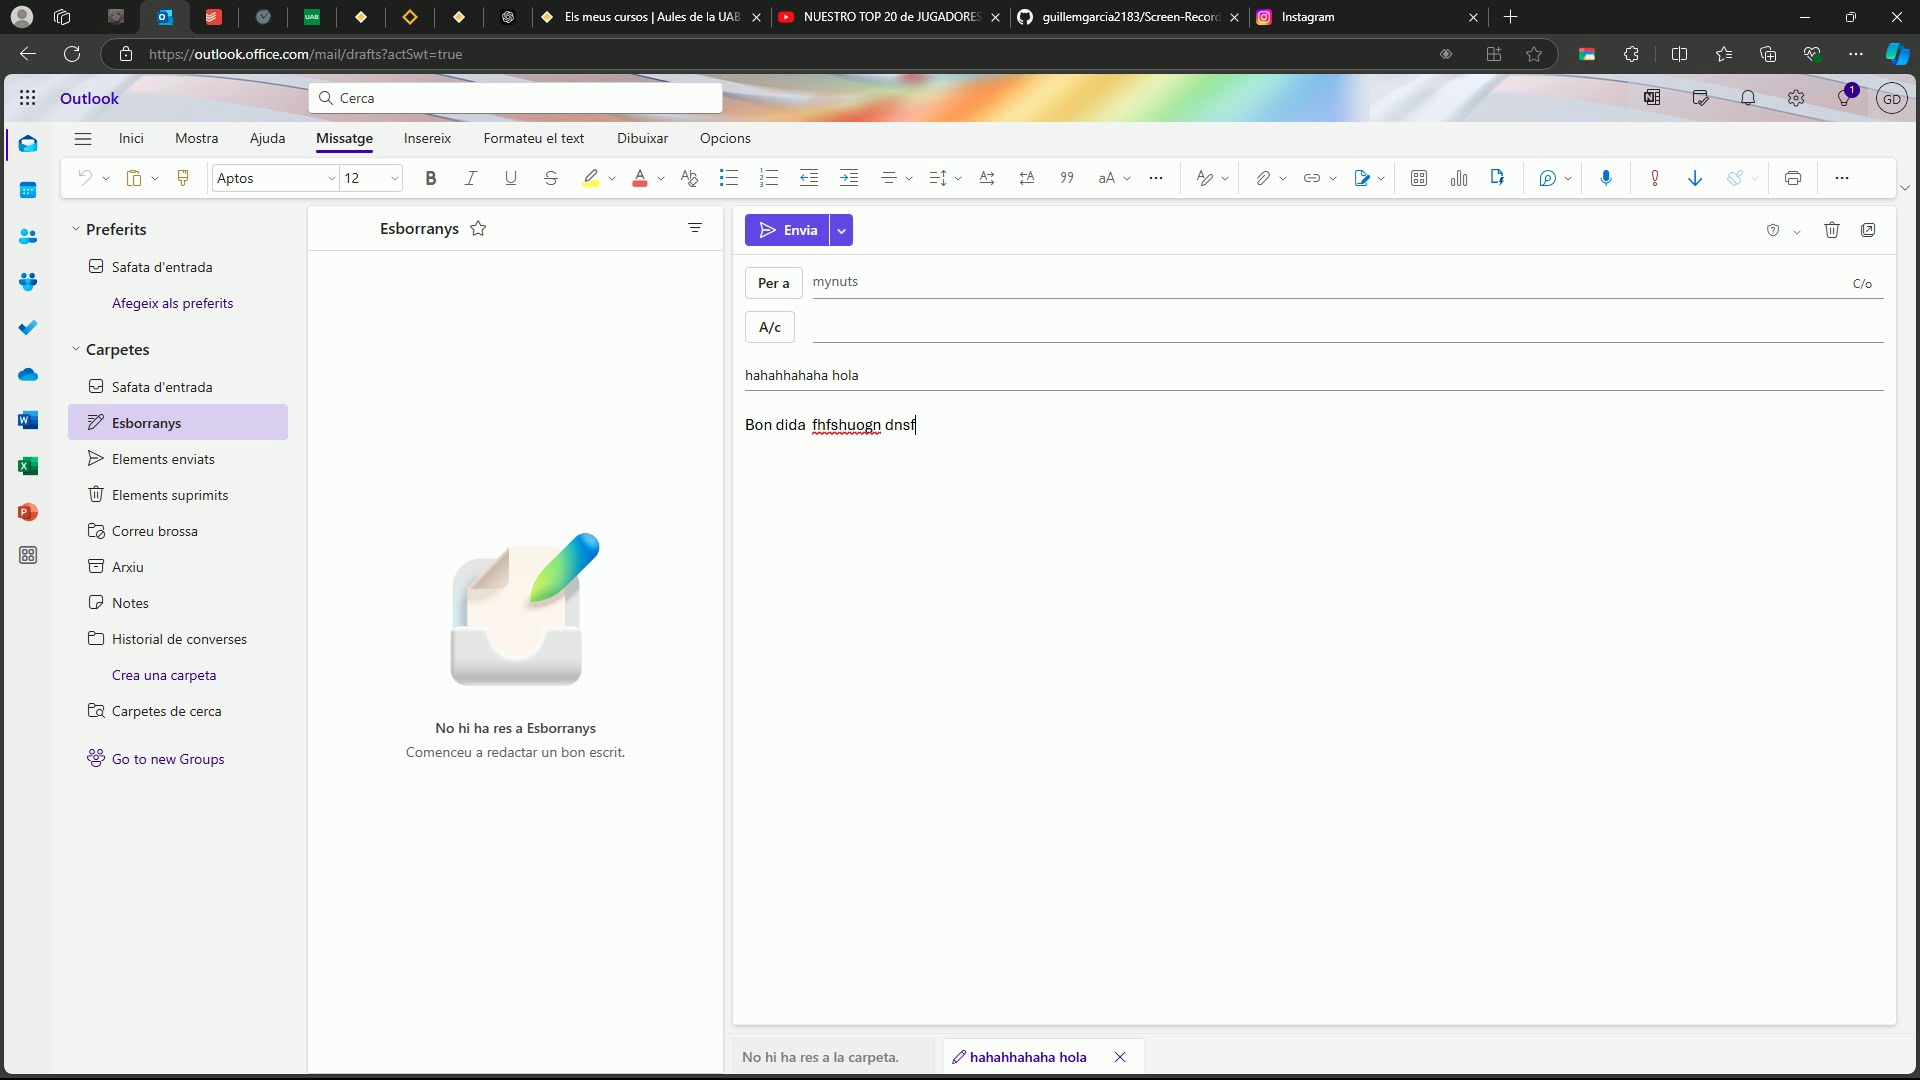 UAB
Els meus cursos | Aules de la UAB
NUESTRO TOP 20 de JUGADORES
guillemgarcia2183/Screen-Record
Instagram
https://outlook.office.com/mail/drafts?actSwt=true
Outlook
Cerca
1
GD
Inici
Mostra
Ajuda
Missatge
Insereix
Formateu el text
Dibuixar
Opcions
Aptos
12
Preferits
Safata d'entrada
Afegeix als preferits
Carpetes
Safata d'entrada
Esborranys
Elements enviats
Elements suprimits
Correu brossa
Arxiu
Notes
Historial de converses
Crea una carpeta
Carpetes de cerca
Go to new Groups
Esborranys
No hi ha res a Esborranys
Comenceu a redactar un bon escrit.
Envia
Per a
mynuts
C/o
A/c
hahahhahaha hola
Bon dida fhfshuogn dnsf
No hi ha res a la carpeta.
hahahhahaha hola